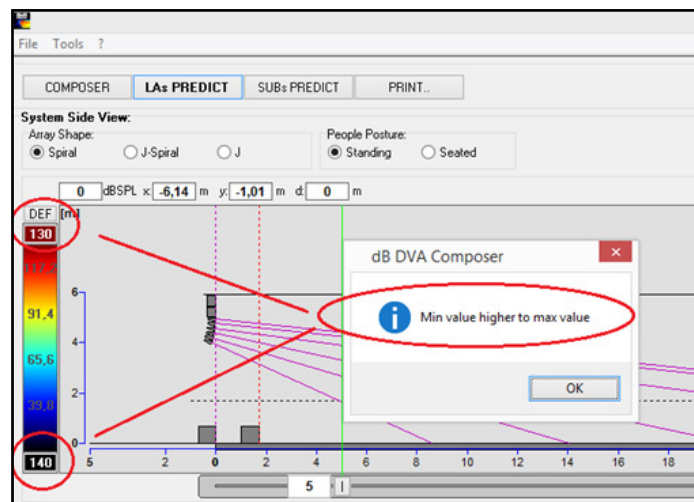 File Tools ?
COMPOSER LAs PREDICT SUBs PREDICT PRINT..
System Side View:
Array Shape: People Posture:
Spiral J-Spiral J Standing Seated
0 dBSPL x: -6,14 m y: -1,01 m d: 0 m
DEF [m]
130
117,2
dB DVA Composer x
6
91,4
Min value higher to max value
4
65,6
OK
2
39,8
0
140
5 2 0 2 4 6 8 10 12 14 16 18
5